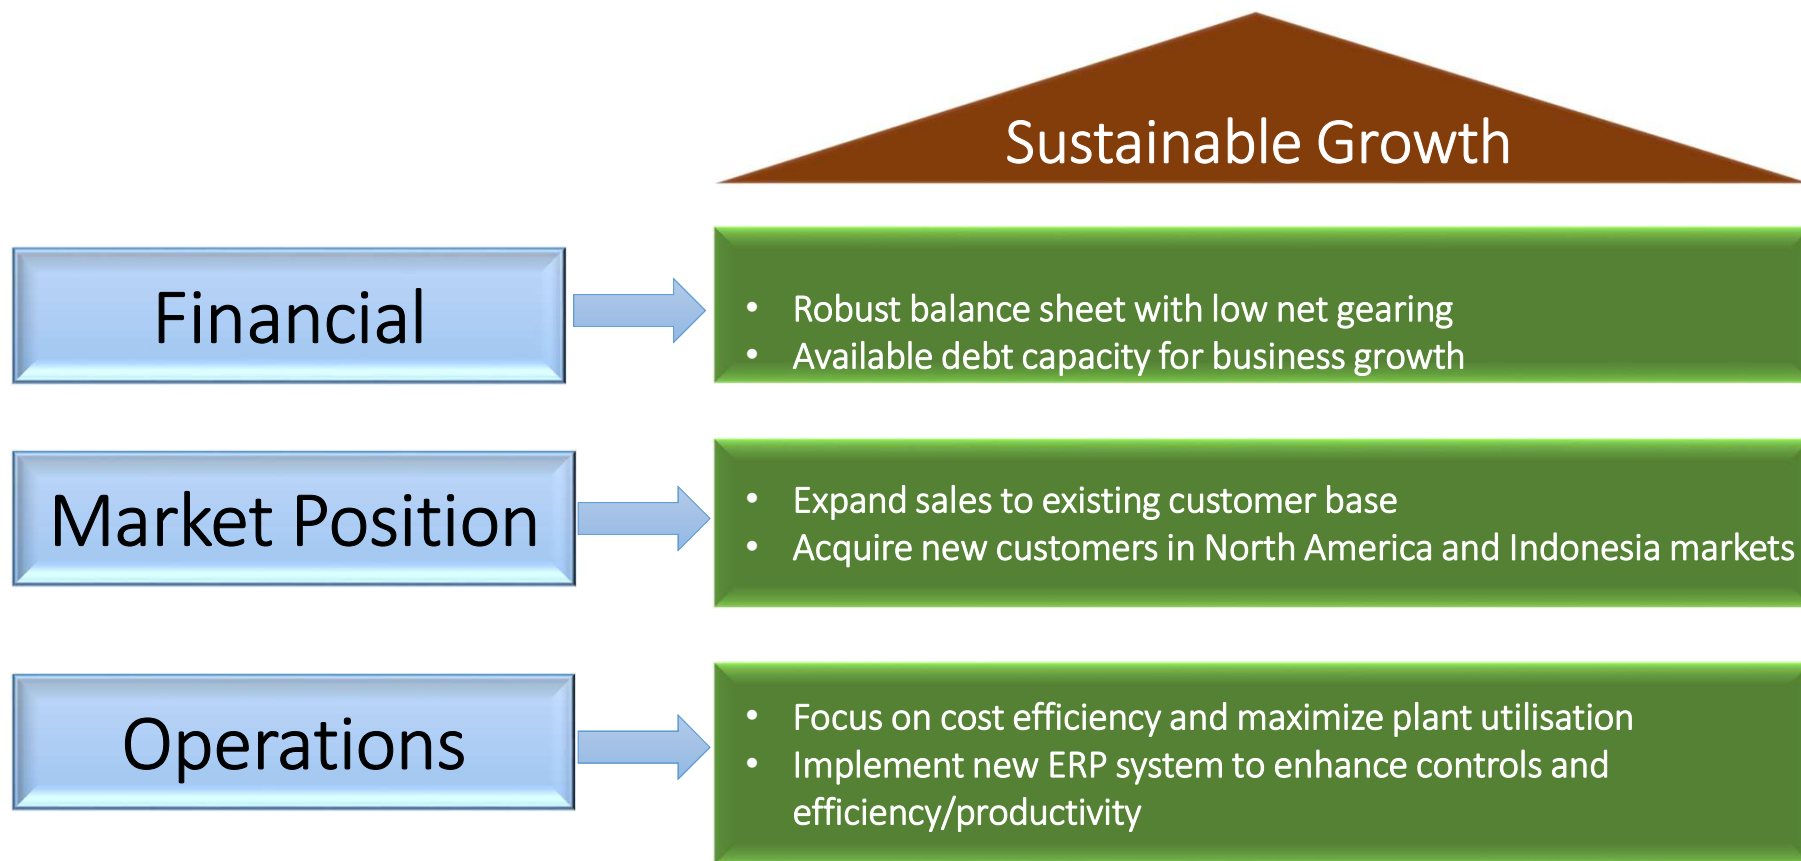 Sustainable Growth
Financial
• Robust balance sheet with low net gearing
• Available debt capacity for business growth
Market Position
• Expand sales to existing customer base
• Acquire new customers in North America and Indonesia markets
Operations
• Focus on cost efficiency and maximize plant utilisation
• Implement new ERP system to enhance controls and
efficiency/productivity